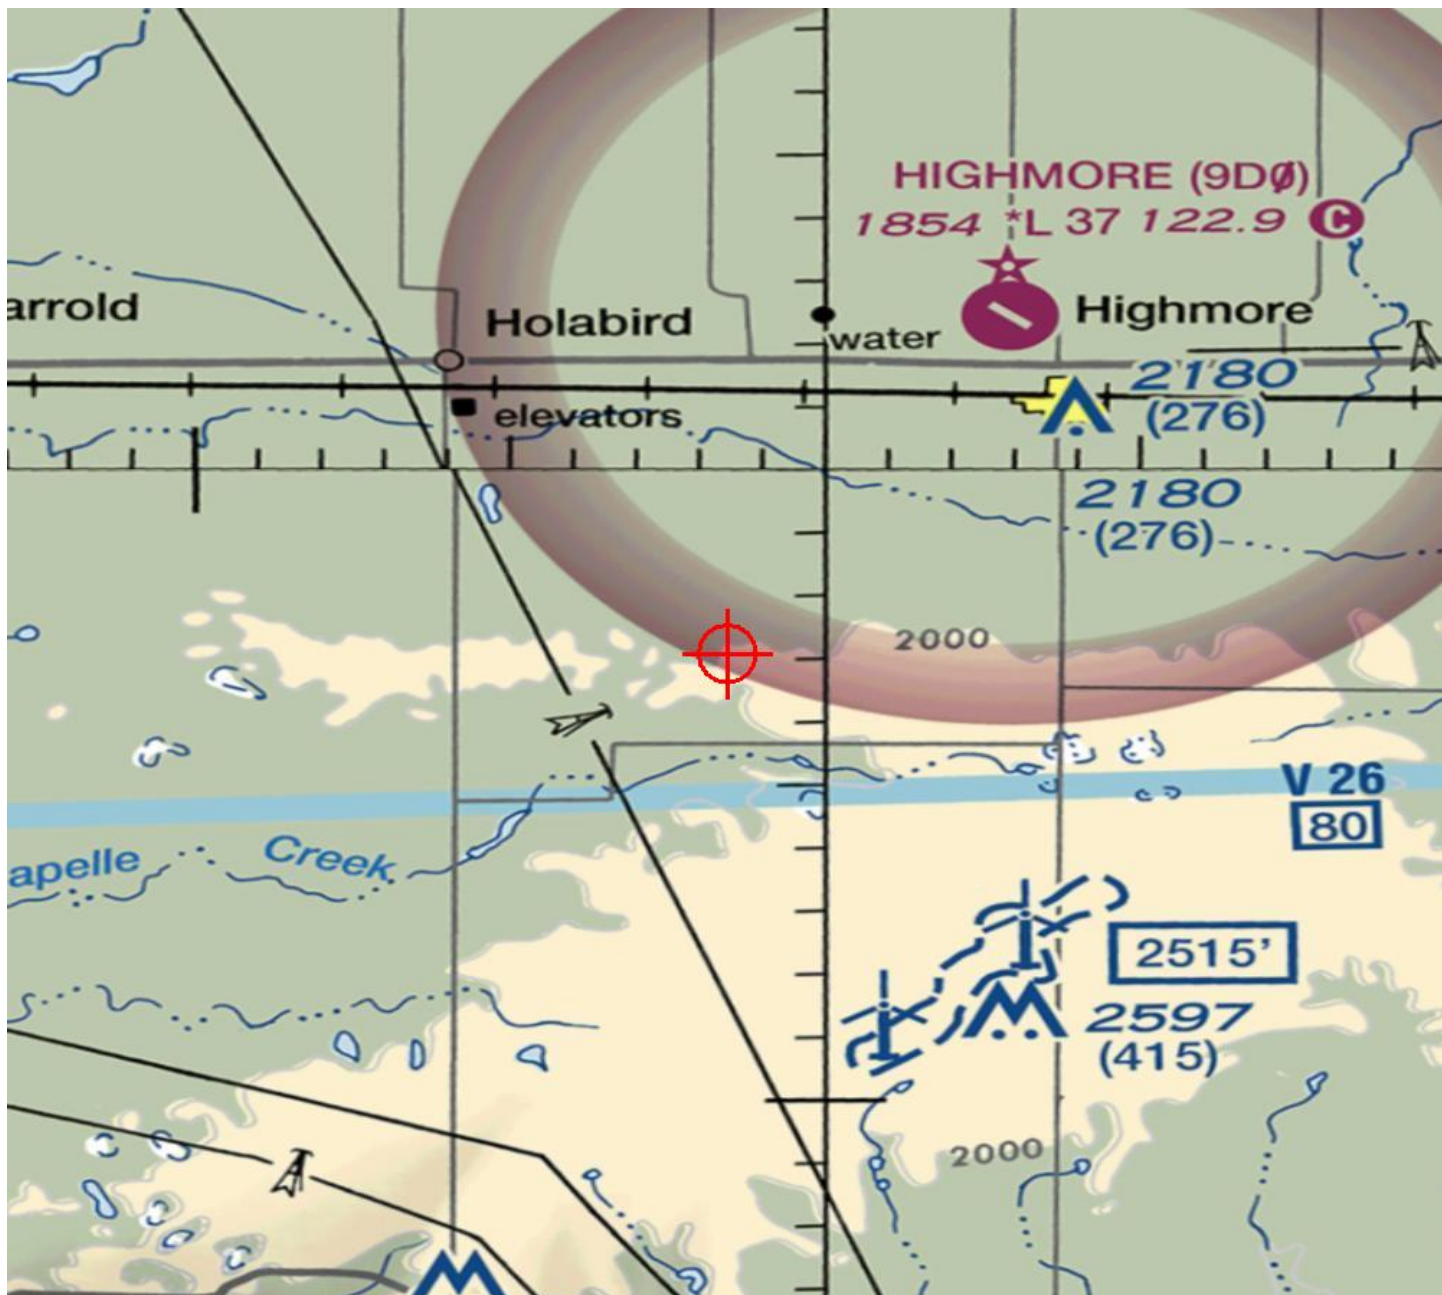 HIGHMORE (9DØ)
1854 *L 37 122.9 C
arrold
Holabird
Highmore
water
2180
(276)
elevators
2180
(276)
2000
V 26
80
apelle Creek
2515'
2597
(415)
2000